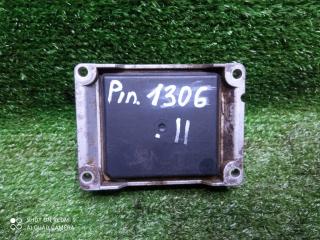 Pin. 1306
. 11
SHOT ON REDMI 9
AI QUAD CAMERA